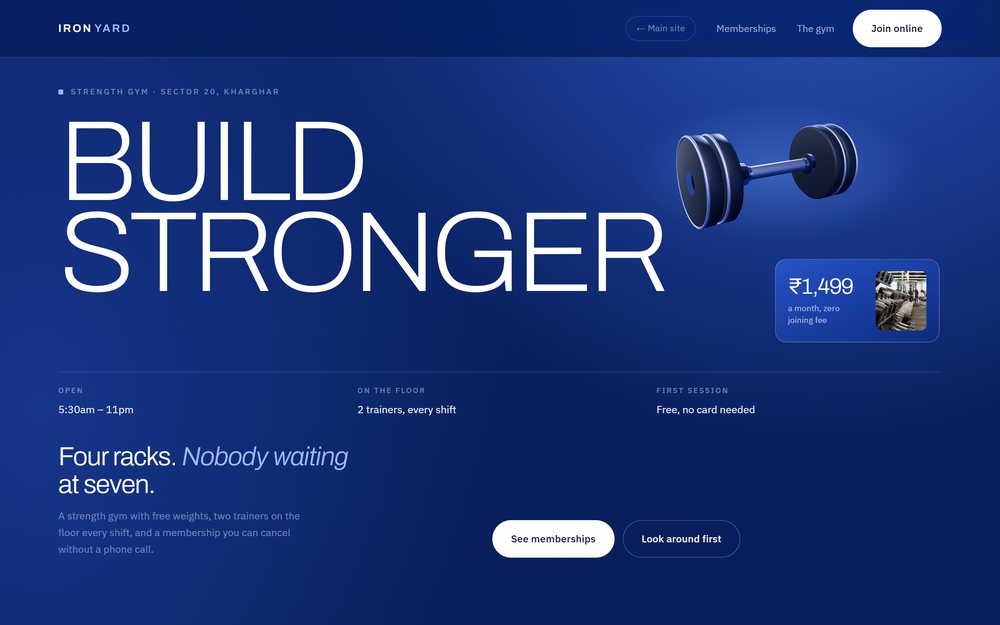 IRON YARD
← Main site
Memberships
The gym
Join online
STRENGTH GYM · SECTOR 20, KHARGHAR
BUILD
STRONGER
₹1,499
a month, zero
joining fee
OPEN
5:30am – 11pm
ON THE FLOOR
2 trainers, every shift
FIRST SESSION
Free, no card needed
Four racks. Nobody waiting
at seven.
A strength gym with free weights, two trainers on the
floor every shift, and a membership you can cancel
without a phone call.
See memberships
Look around first